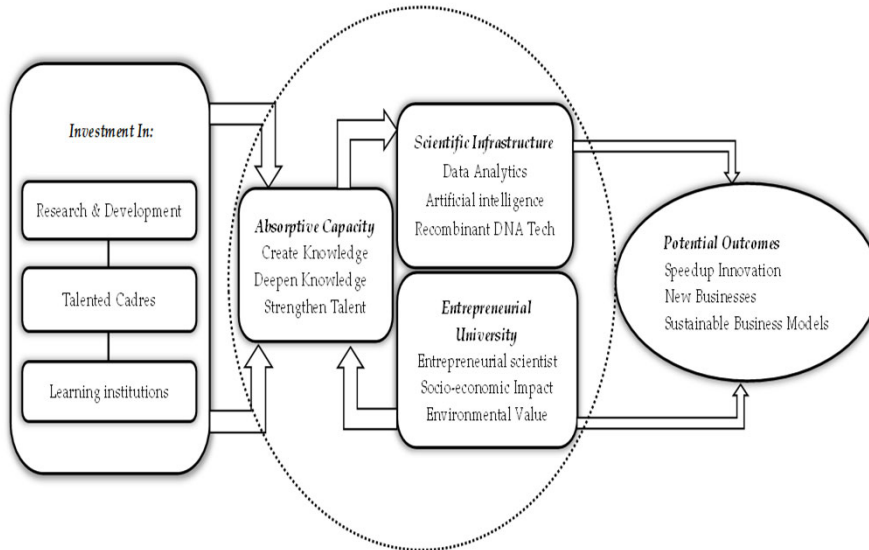 Investment In:
Research & Development
Talented Cadres
Learning institutions
Absorptive Capacity
Create Knowledge
Deepen Knowledge
Strengthen Talent
Scientific Infrastructure
Data Analytics
Artificial intelligence
Recombinant DNA Tech
Entrepreneurial
University
Entrepreneurial scientist
Socio-economic Impact
Environmental Value
Potential Outcomes
Speedup Innovation
New Businesses
Sustainable Business Models